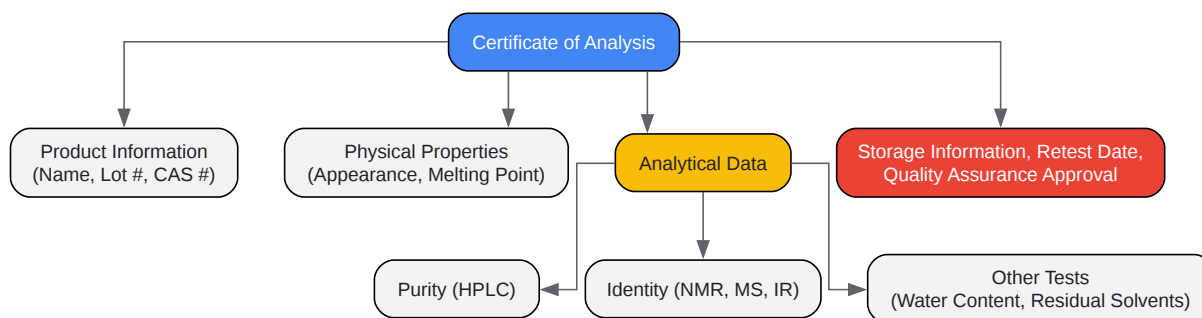 Certificate of Analysis
Product Information
(Name, Lot #, CAS #)
Physical Properties
(Appearance, Melting Point)
Analytical Data
Storage Information, Retest Date,
Quality Assurance Approval
Purity (HPLC)
Identity (NMR, MS, IR)
Other Tests
(Water Content, Residual Solvents)